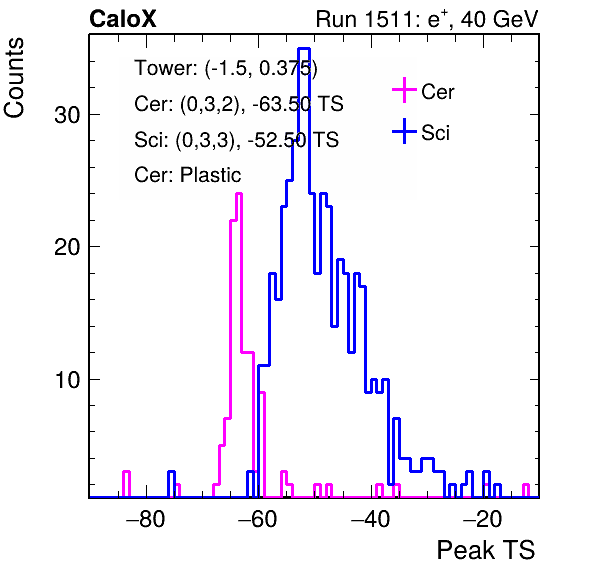 CaloX Run 1511: e+, 40 GeV
Counts
Tower: (-1.5, 0.375)
Cer: (0,3,2), -63.50 TS
Sci: (0,3,3), -52.50 TS
Cer: Plastic
Cer
Sci
30
20
10
−80 −60 −40 −20
Peak TS